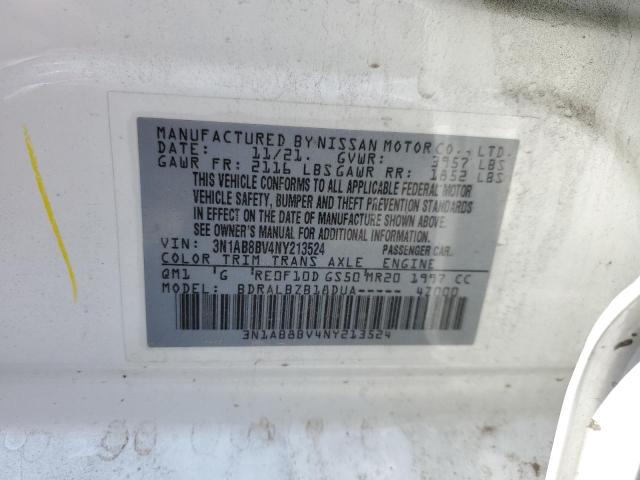 MANUFACTURED BY NISSAN MOTOR CO., LTD.
DATE: 11/21. GVWR: 3957 LBS
GAWR FR: 2116 LBS GAWR RR: 1852 LBS
THIS VEHICLE CONFORMS TO ALL APPLICABLE FEDERAL MOTOR
VEHICLE SAFETY, BUMPER, AND THEFT PREVENTION STANDARDS
IN EFFECT ON THE DATE OF MANUFACTURE SHOWN ABOVE.
SEE OWNER'S MANUAL FOR ADDITIONAL INFO.
VIN: 3N1AB8BV4NY213524 PASSENGER CAR
COLOR TRIM TRANS AXLE ENGINE
QM1 G RE0F10D GS50 MR20 1997 CC
MODEL: BDRALBZB18DUA----- 42000
3N1AB8BV4NY213524